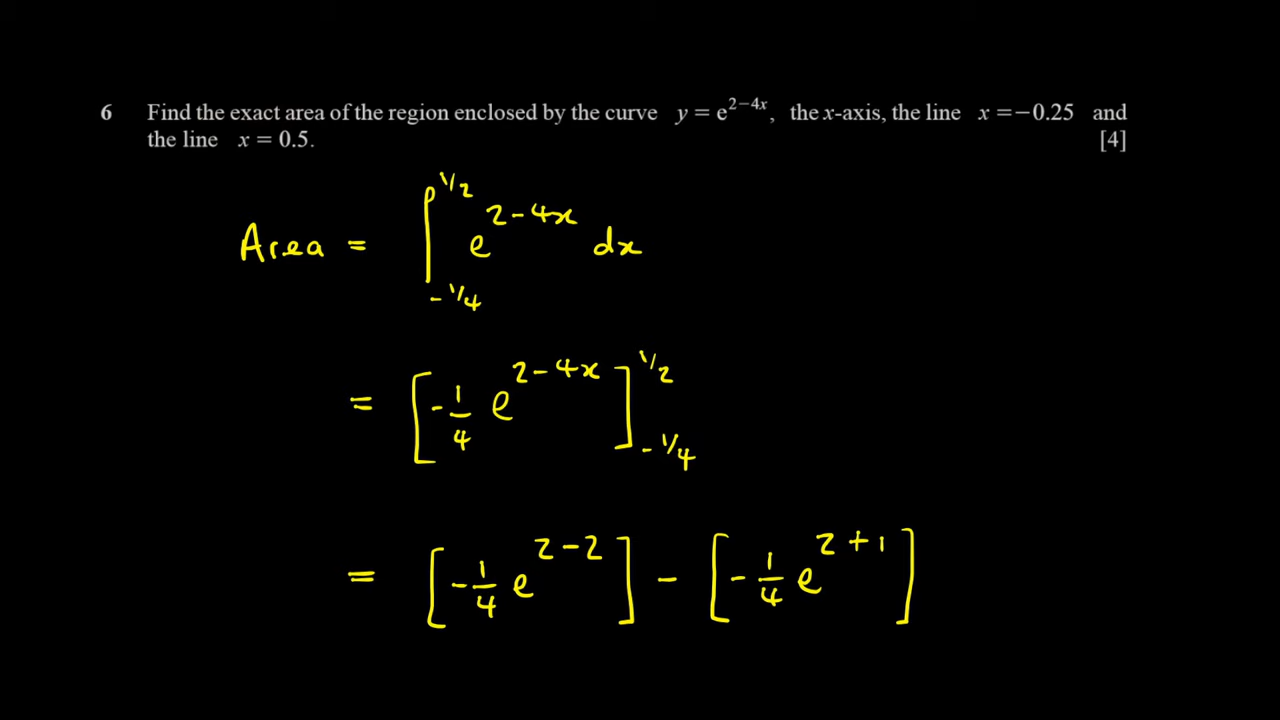 6 Find the exact area of the region enclosed by the curve y = e^{2−4x}, the x-axis, the line x = −0.25 and
the line x = 0.5. [4]
Area = ∫_{-1/4}^{1/2} e^{2-4x} dx
= [-1/4 e^{2-4x}]_{-1/4}^{1/2}
= [-1/4 e^{2-2}] - [-1/4 e^{2+1}]